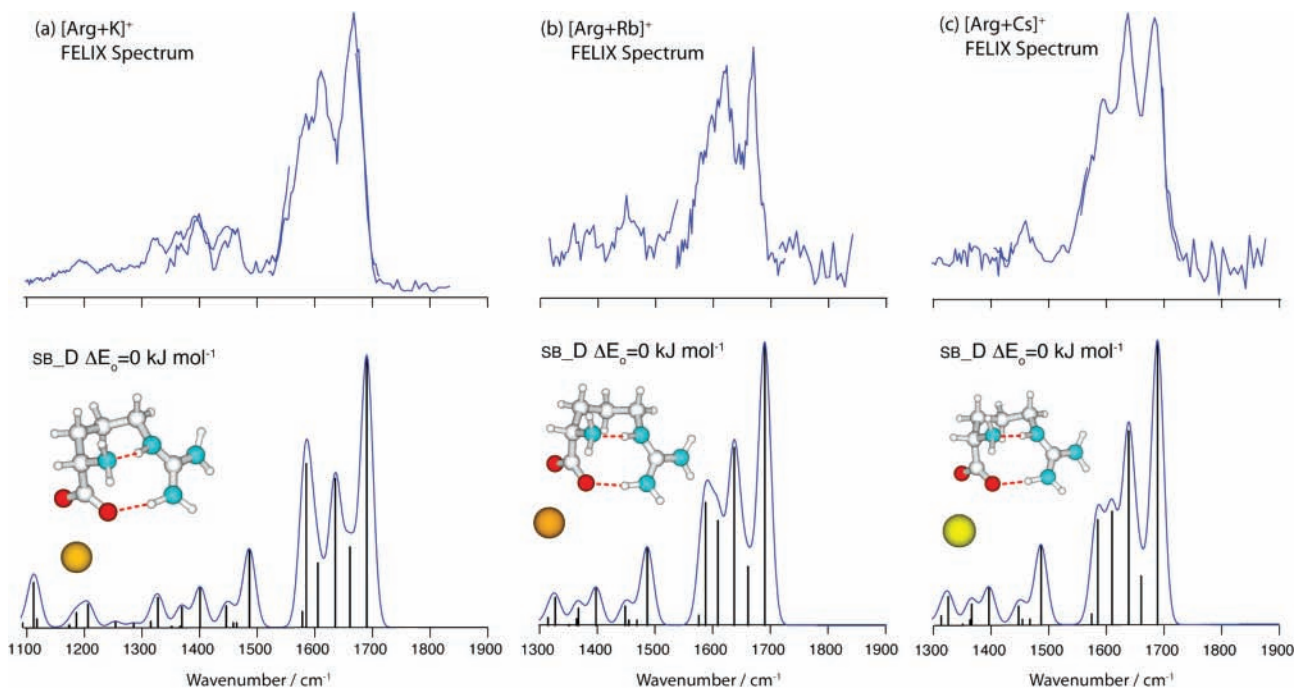 (a) [Arg+K]⁺
FELIX Spectrum
(b) [Arg+Rb]⁺
FELIX Spectrum
(c) [Arg+Cs]⁺
FELIX Spectrum
SB_D ΔE₀=0 kJ mol⁻¹
SB_D ΔE₀=0 kJ mol⁻¹
SB_D ΔE₀=0 kJ mol⁻¹
1100 1200 1300 1400 1500 1600 1700 1800 1900
1300 1400 1500 1600 1700 1800 1900
1300 1400 1500 1600 1700 1800 1900
Wavenumber / cm⁻¹
Wavenumber / cm⁻¹
Wavenumber / cm⁻¹